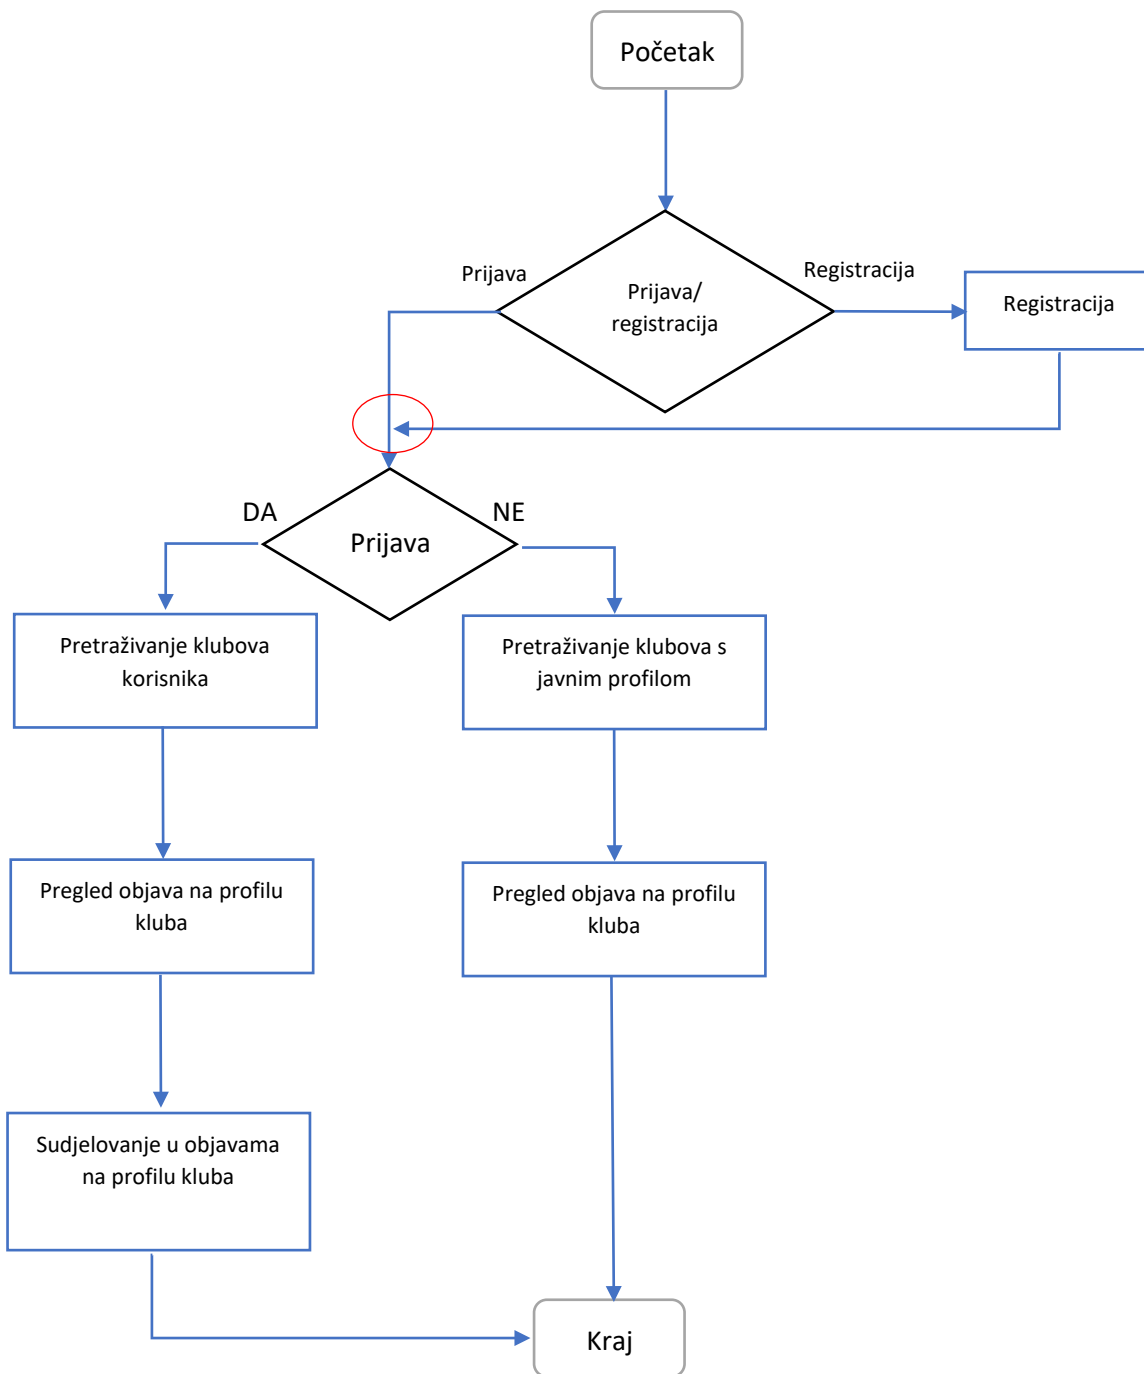 Početak
Prijava
Registracija
Prijava/
registracija
Registracija
DA
NE
Prijava
Pretraživanje klubova
korisnika
Pretraživanje klubova s
javnim profilom
Pregled objava na profilu
kluba
Pregled objava na profilu
kluba
Sudjelovanje u objavama
na profilu kluba
Kraj